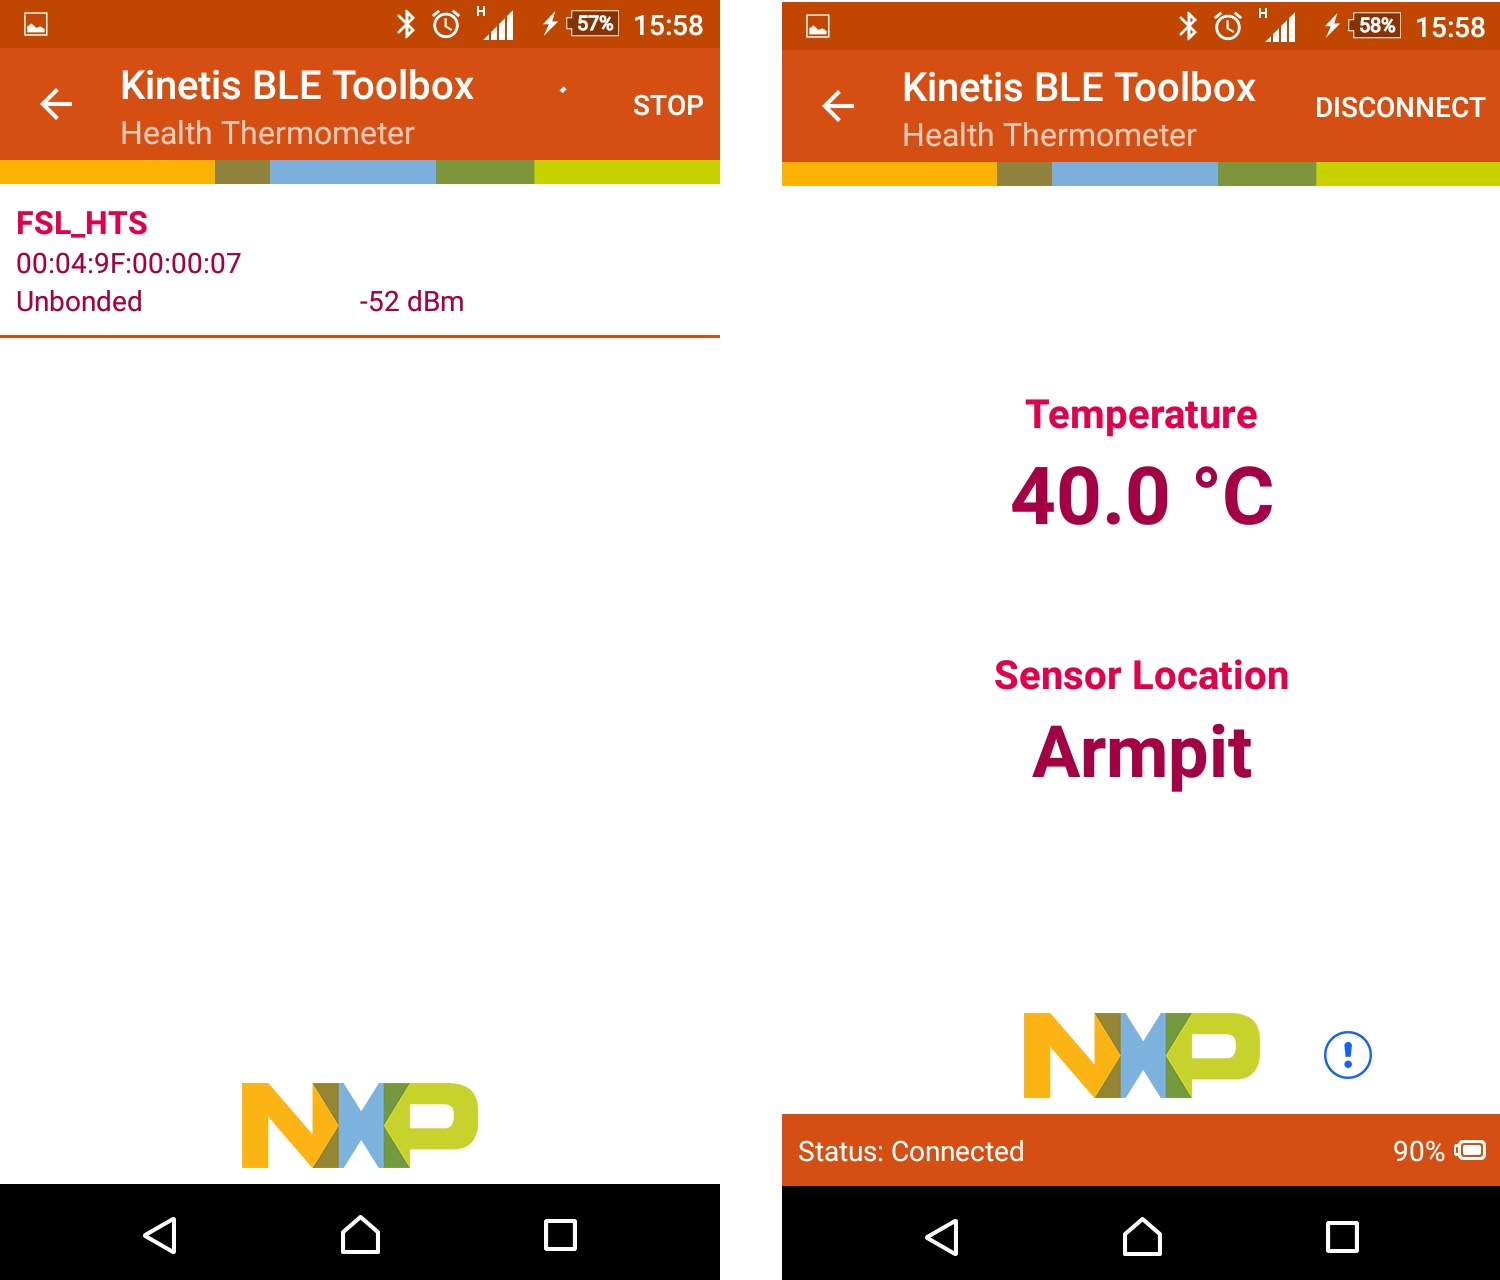 H 57% 15:58
Kinetis BLE Toolbox
STOP
Health Thermometer
FSL_HTS
00:04:9F:00:00:07
Unbonded -52 dBm
NXP
H 58% 15:58
Kinetis BLE Toolbox
DISCONNECT
Health Thermometer
Temperature
40.0 °C
Sensor Location
Armpit
NXP
Status: Connected 90%